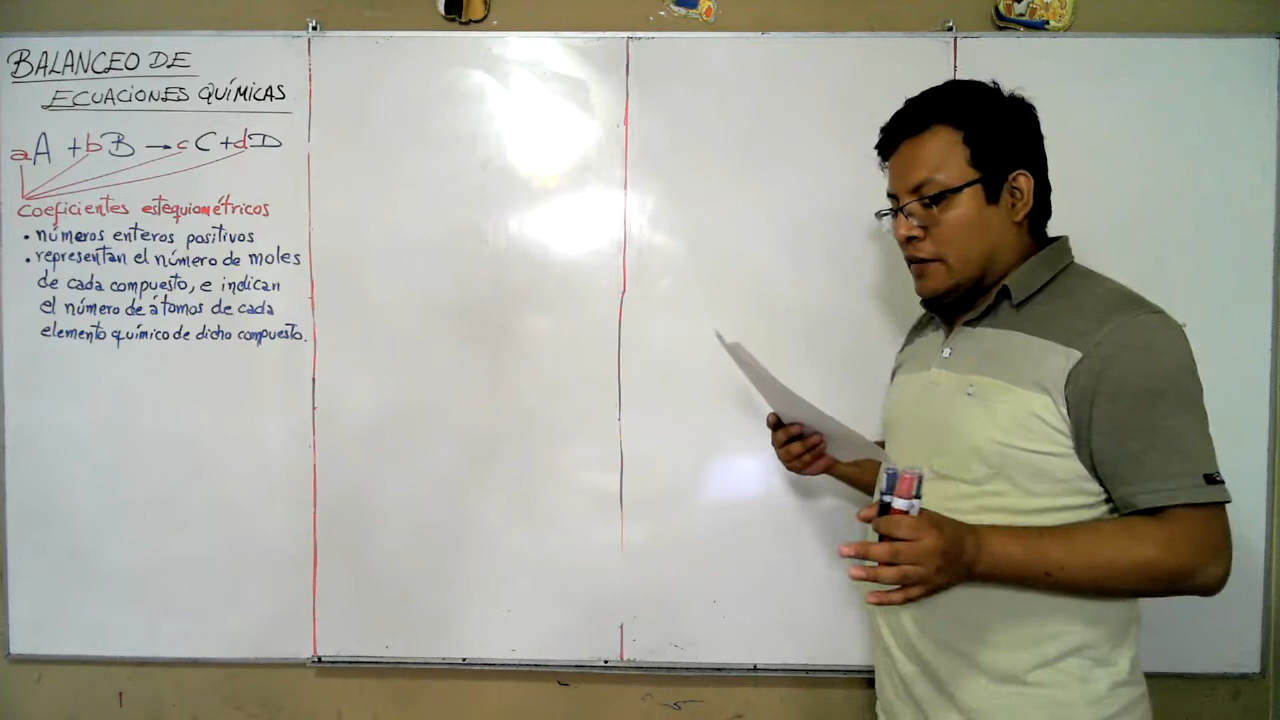 BALANCEO DE
ECUACIONES QUÍMICAS
aA + bB → cC + dD
coeficientes estequiométricos
• números enteros positivos
• representan el número de moles
de cada compuesto, e indican
el número de átomos de cada
elemento químico de dicho compuesto.